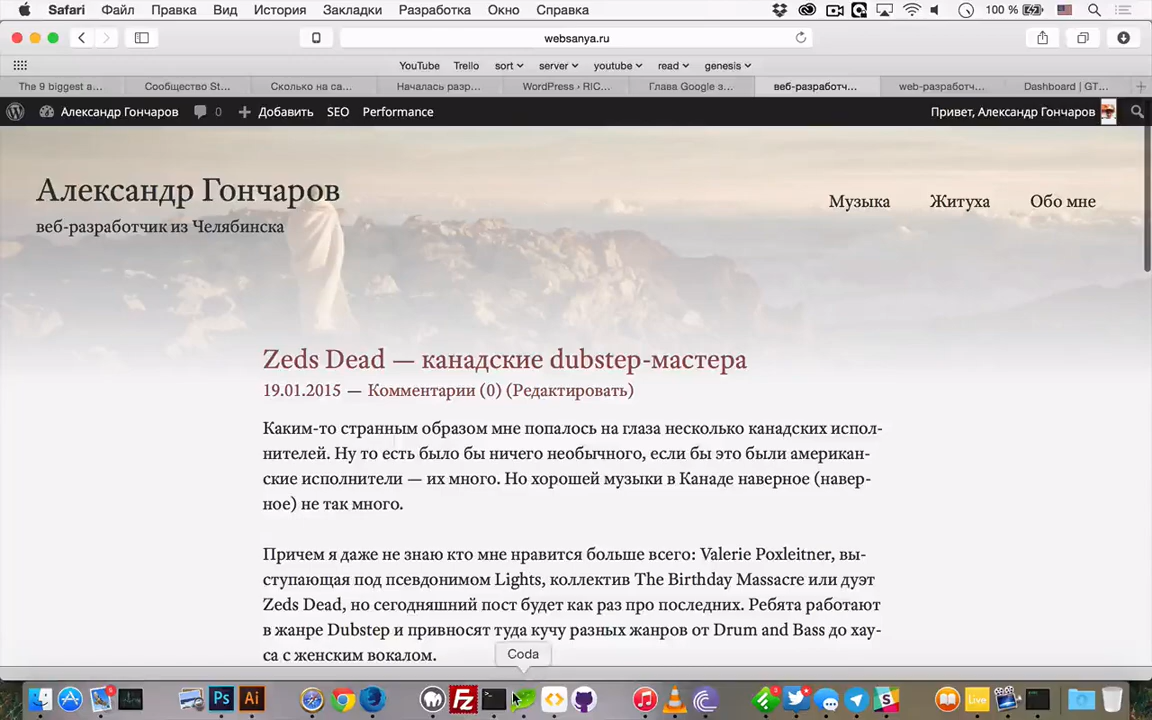 Safari Файл Правка Вид История Закладки Разработка Окно Справка 100 %
websanya.ru
YouTube Trello sort server youtube read genesis
The 9 biggest a... Сообщество St... Сколько на са... Началась разр... WordPress › RIC... Глава Google з... веб-разработч... web-разработч... Dashboard | GT...
Александр Гончаров Добавить SEO Performance Привет, Александр Гончаров
Александр Гончаров
веб-разработчик из Челябинска
Музыка Житуха Обо мне
Zeds Dead — канадские dubstep-мастера
19.01.2015 — Комментарии (0) (Редактировать)
Каким-то странным образом мне попалось на глаза несколько канадских испол-
нителей. Ну то есть было бы ничего необычного, если бы это были американ-
ские исполнители — их много. Но хорошей музыки в Канаде наверное (навер-
ное) не так много.
Причем я даже не знаю кто мне нравится больше всего: Valerie Poxleitner, вы-
ступающая под псевдонимом Lights, коллектив The Birthday Massacre или дуэт
Zeds Dead, но сегодняшний пост будет как раз про последних. Ребята работают
в жанре Dubstep и привносят туда кучу разных жанров от Drum and Bass до хау-
са с женским вокалом.
Coda
Ps Ai Fz Live